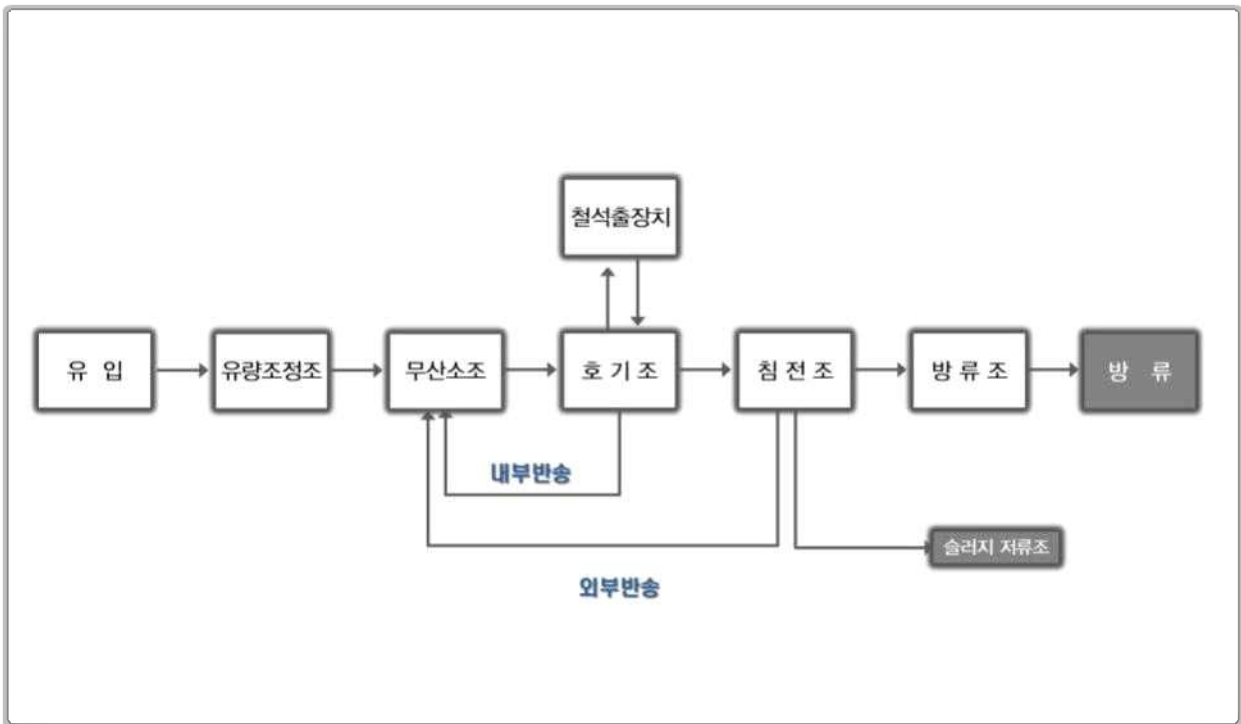 철석출장치
유 입
유량조정조
무산소조
호 기 조
침 전 조
방 류 조
방 류
내부반송
슬러지 저류조
외부반송